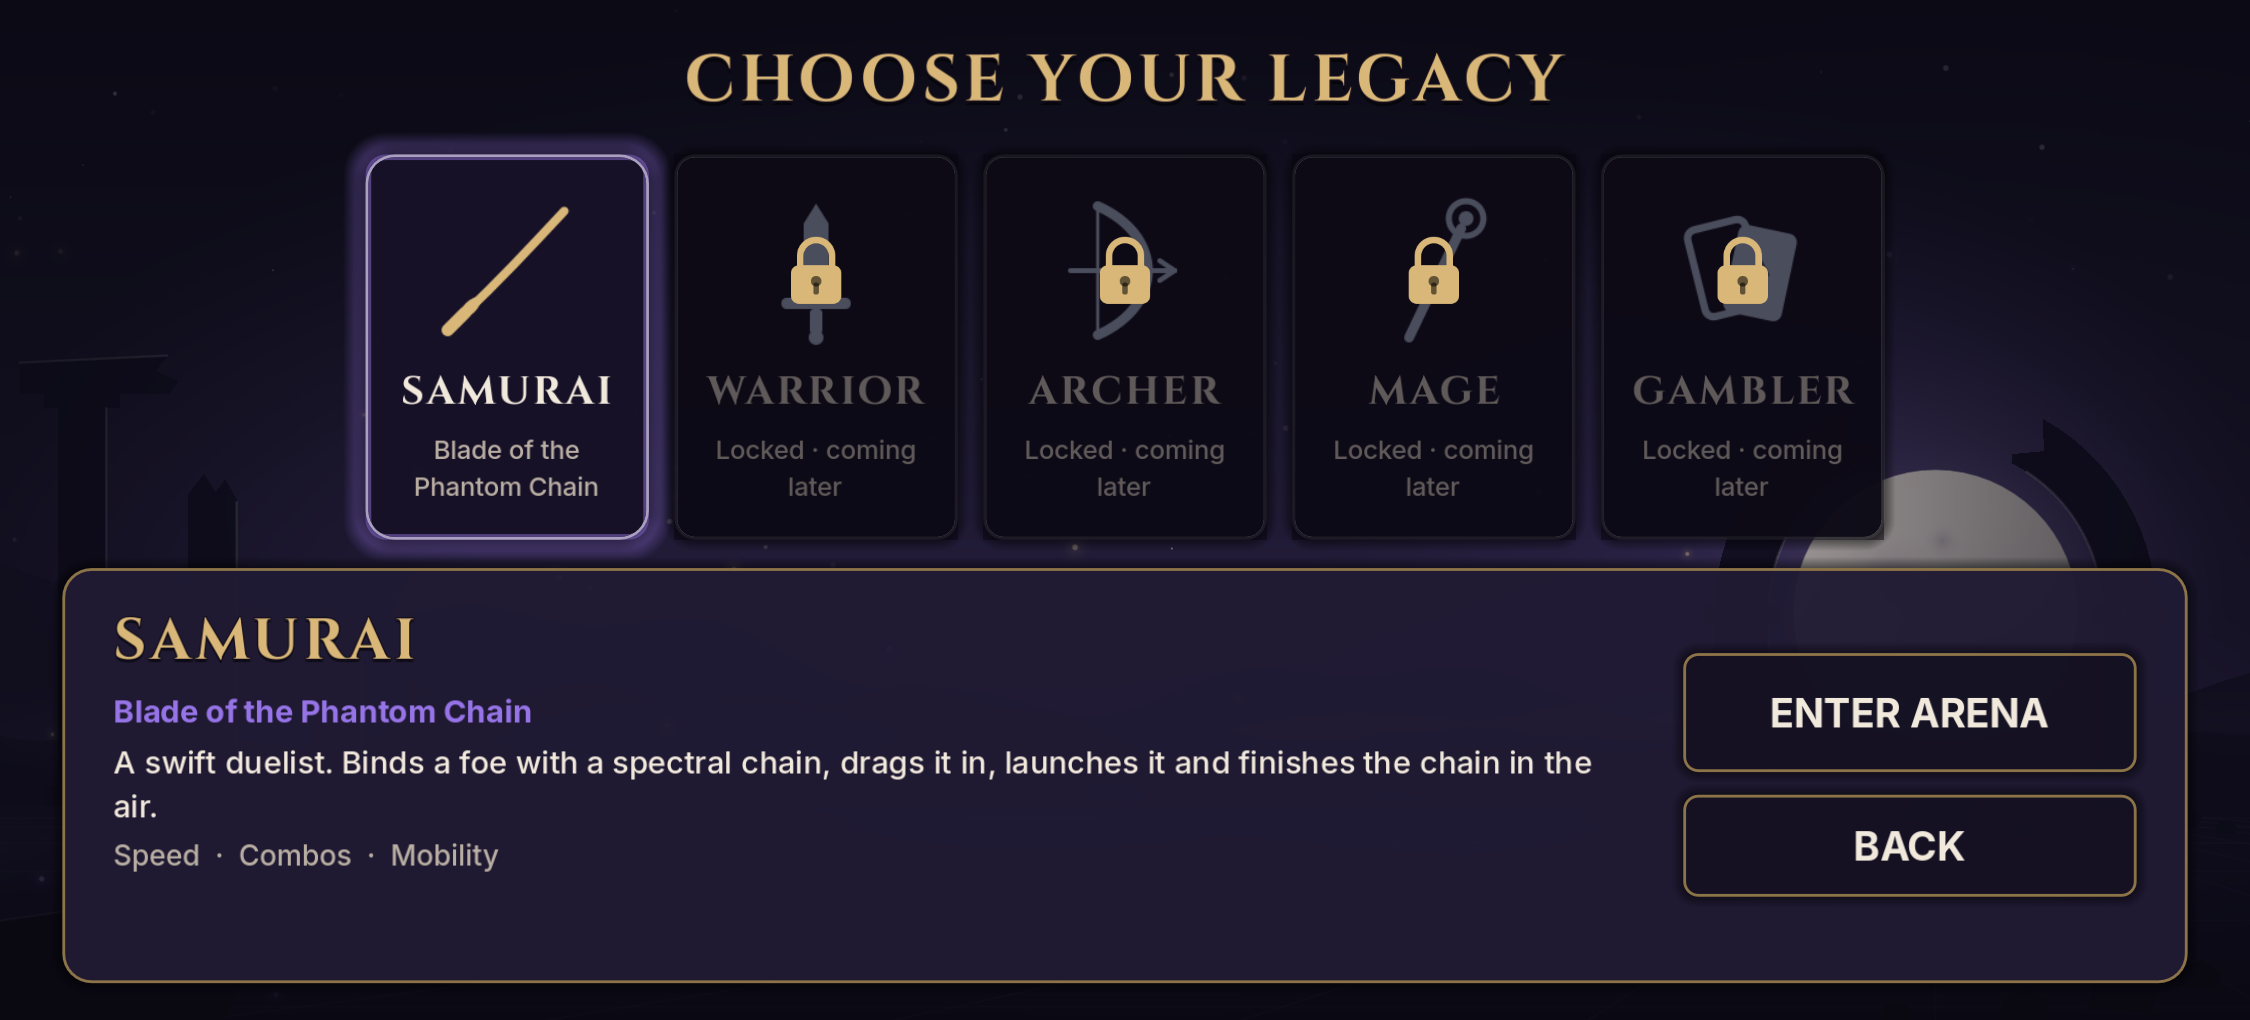 CHOOSE YOUR LEGACY
SAMURAI
Blade of the
Phantom Chain
WARRIOR
Locked · coming
later
ARCHER
Locked · coming
later
MAGE
Locked · coming
later
GAMBLER
Locked · coming
later
SAMURAI
Blade of the Phantom Chain
A swift duelist. Binds a foe with a spectral chain, drags it in, launches it and finishes the chain in the
air.
Speed · Combos · Mobility
ENTER ARENA
BACK